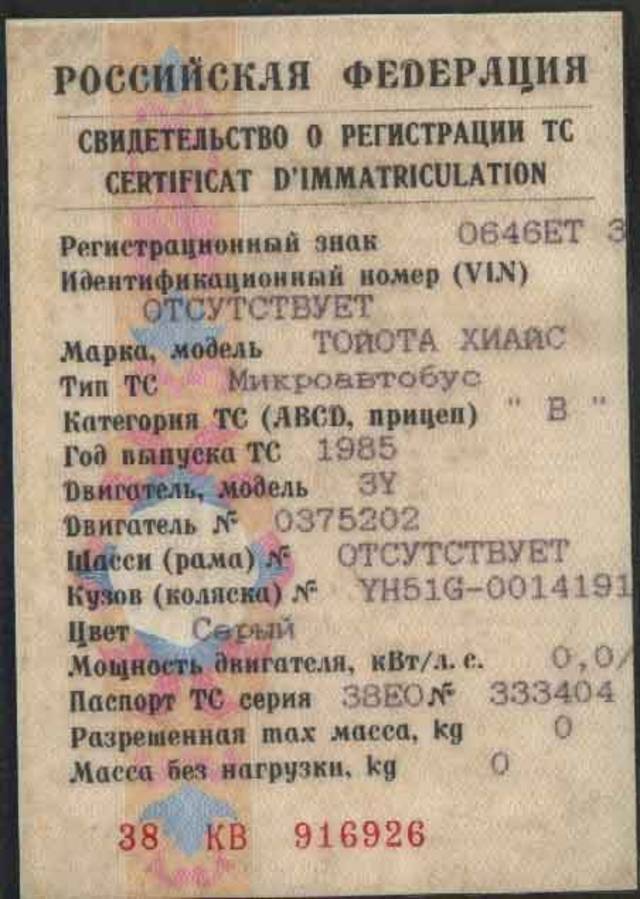 РОССИЙСКАЯ ФЕДЕРАЦИЯ
СВИДЕТЕЛЬСТВО О РЕГИСТРАЦИИ ТС
CERTIFICAT D'IMMATRICULATION
Регистрационный знак О646ЕТ 3
Идентификационный номер (VIN)
ОТСУТСТВУЕТ
Марка, модель ТОЙОТА ХИАЙС
Тип ТС Микроавтобус
Категория ТС (ABCD, прицеп) " В "
Год выпуска ТС 1985
Двигатель, модель 3Y
Двигатель № 0375202
Шасси (рама) № ОТСУТСТВУЕТ
Кузов (коляска) № YH51G-0014191
Цвет Серый
Мощность двигателя, кВт/л. с. 0,0/
Паспорт ТС серия 38ЕО № 333404
Разрешенная max масса, kg 0
Масса без нагрузки, kg 0
38 КВ 916926